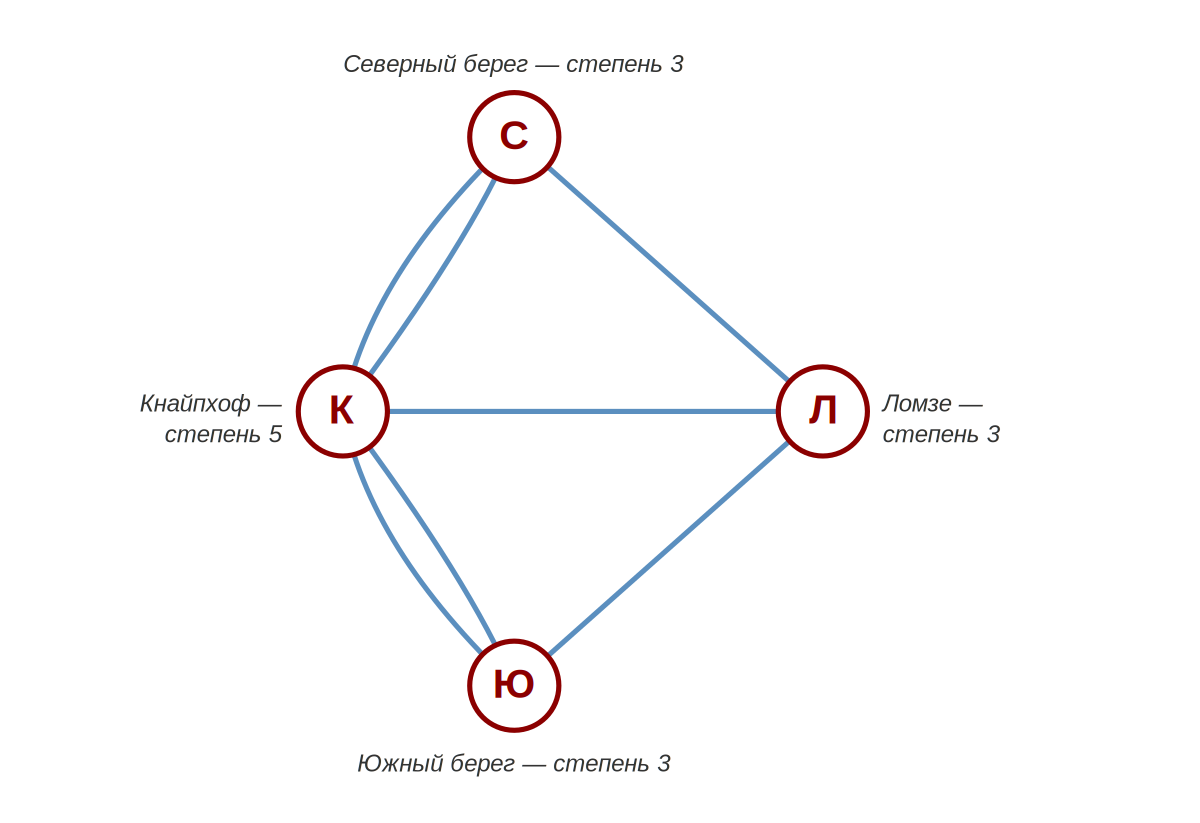 Северный берег — степень 3
С
Кнайпхоф —
степень 5
К
Л
Ломзе —
степень 3
Ю
Южный берег — степень 3